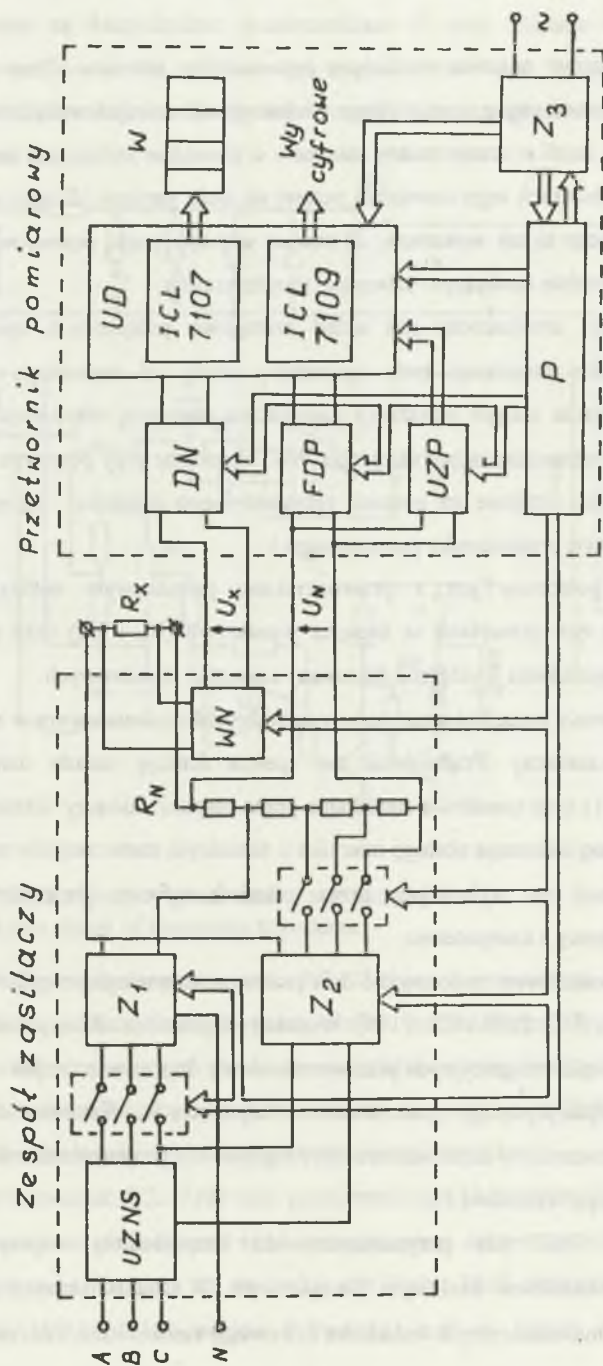 Zespół zasilaczy
Przetwornik pomiarowy
A
B
C
N
UZNS
Z1
Z2
RN
WN
RX
UX
UN
DN
FDP
UZP
UD
ICL
7107
ICL
7109
W
Wy
cyfrowe
P
Z3
2